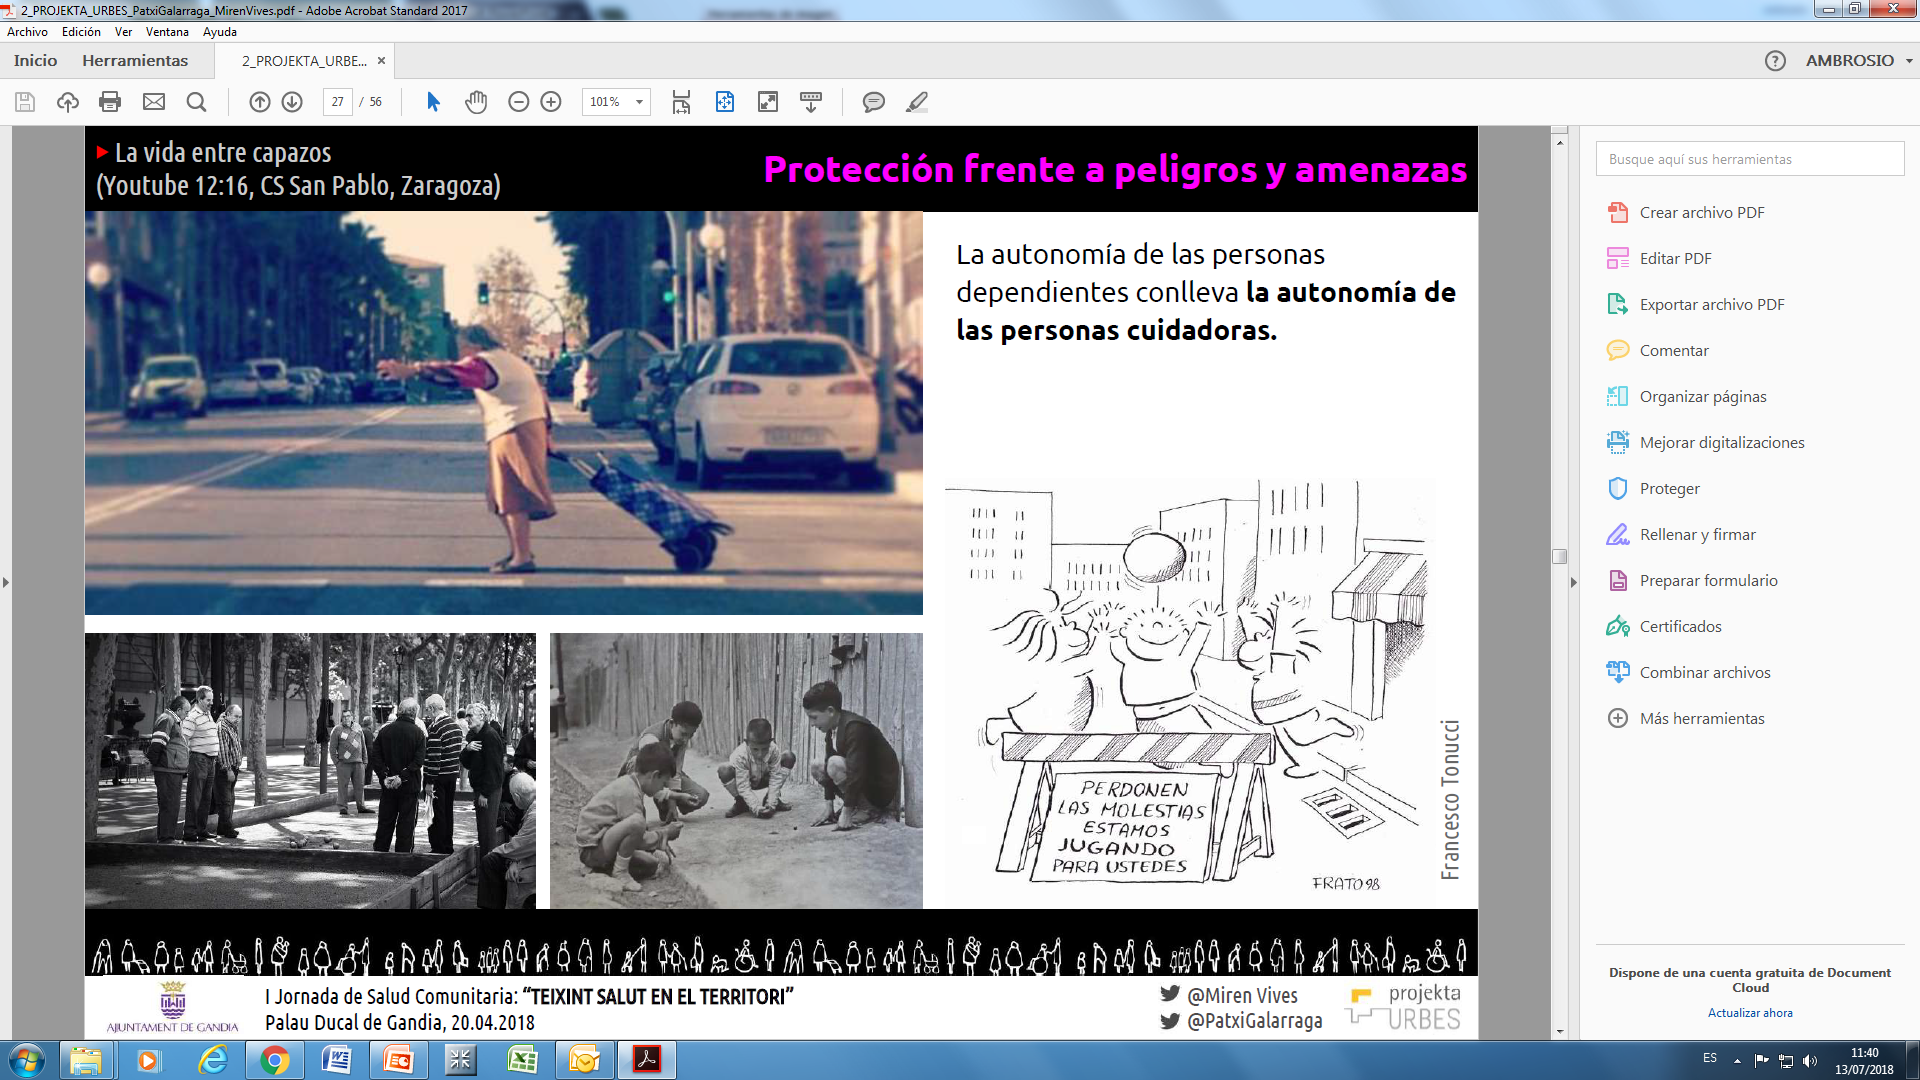 2_PROJEKTA_URBES_PatxiGalarraga_MirenVives.pdf - Adobe Acrobat Standard 2017
Archivo Edición Ver Ventana Ayuda
Inicio Herramientas 2_PROJEKTA_URBE... AMBROSIO
27 / 56 101%
La vida entre capazos
(Youtube 12:16, CS San Pablo, Zaragoza)
Protección frente a peligros y amenazas
La autonomía de las personas
dependientes conlleva la autonomía de
las personas cuidadoras.
PERDONEN
LAS MOLESTIAS
ESTAMOS
JUGANDO
PARA USTEDES
FRATO 98
Francesco Tonucci
AJUNTAMENT DE GANDIA
I Jornada de Salud Comunitaria: “TEIXINT SALUT EN EL TERRITORI”
Palau Ducal de Gandia, 20.04.2018
@Miren Vives
@PatxiGalarraga
projekta
URBES
Busque aquí sus herramientas
Crear archivo PDF
Editar PDF
Exportar archivo PDF
Comentar
Organizar páginas
Mejorar digitalizaciones
Proteger
Rellenar y firmar
Preparar formulario
Certificados
Combinar archivos
Más herramientas
Dispone de una cuenta gratuita de Document
Cloud
Actualizar ahora
ES
11:40
13/07/2018